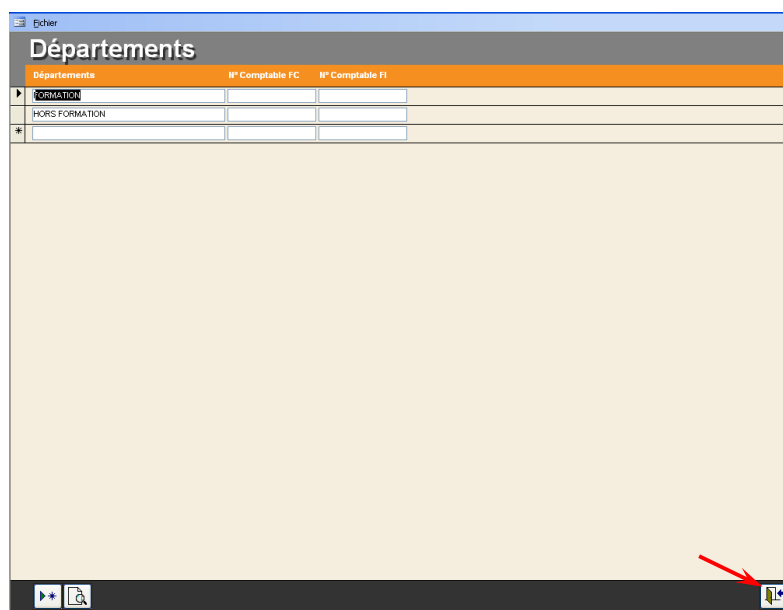 Fichier
Départements
Départements N° Comptable FC N° Comptable FI
FORMATION
HORS FORMATION